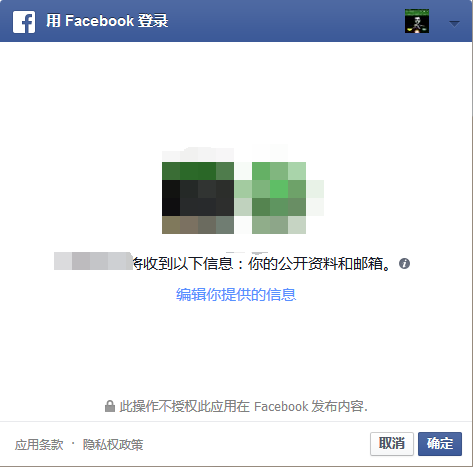 用 Facebook 登录
将收到以下信息：你的公开资料和邮箱。
编辑你提供的信息
此操作不授权此应用在 Facebook 发布内容.
应用条款 · 隐私权政策
取消 确定